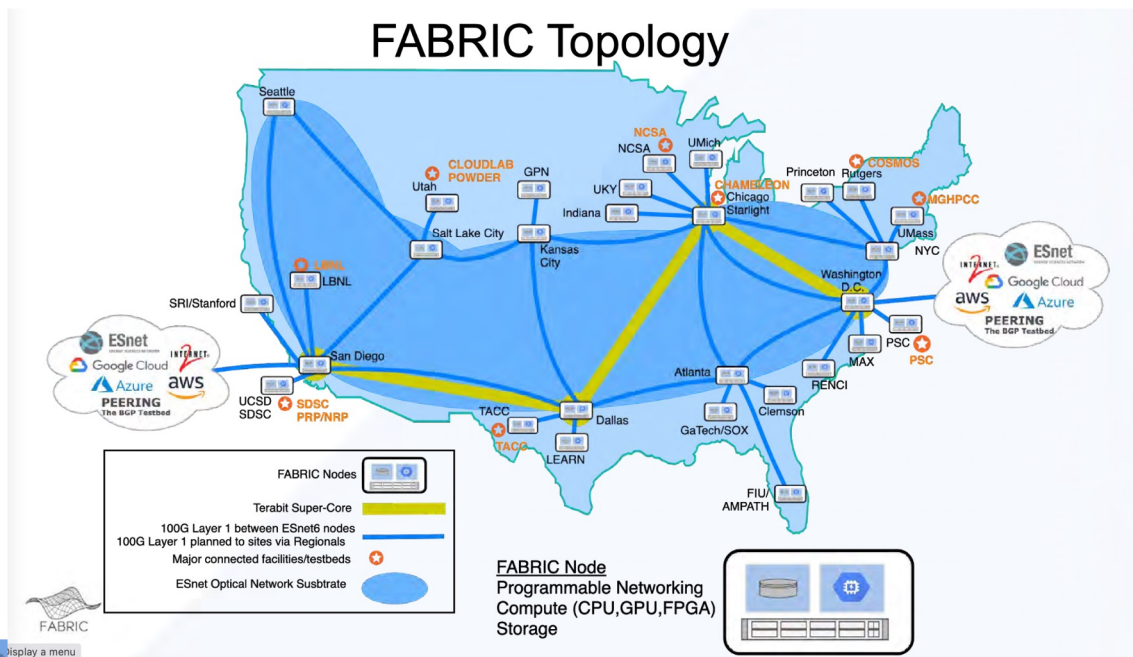 FABRIC Topology
Seattle
CLOUDLAB
POWDER
Utah
GPN
NCSA
NCSA
UMich
UKY
Indiana
CHAMELEON
Chicago
Starlight
Princeton
COSMOS
Rutgers
MGHPCC
UMass
NYC
Salt Lake City
Kansas
City
LBNL
LBNL
SRI/Stanford
Washington
D.C.
INTERNET2
ESnet
Google Cloud
aws
Azure
PEERING
The BGP Testbed
ESnet
INTERNET2
Google Cloud
Azure
aws
PEERING
The BGP Testbed
San Diego
UCSD
SDSC
SDSC
PRP/NRP
PSC
PSC
MAX
RENCI
Atlanta
Clemson
GaTech/SOX
TACC
TACC
Dallas
LEARN
FIU/
AMPATH
FABRIC Nodes
Terabit Super-Core
100G Layer 1 between ESnet6 nodes
100G Layer 1 planned to sites via Regionals
Major connected facilities/testbeds
ESnet Optical Network Susbtrate
FABRIC Node
Programmable Networking
Compute (CPU,GPU,FPGA)
Storage
FABRIC
Display a menu